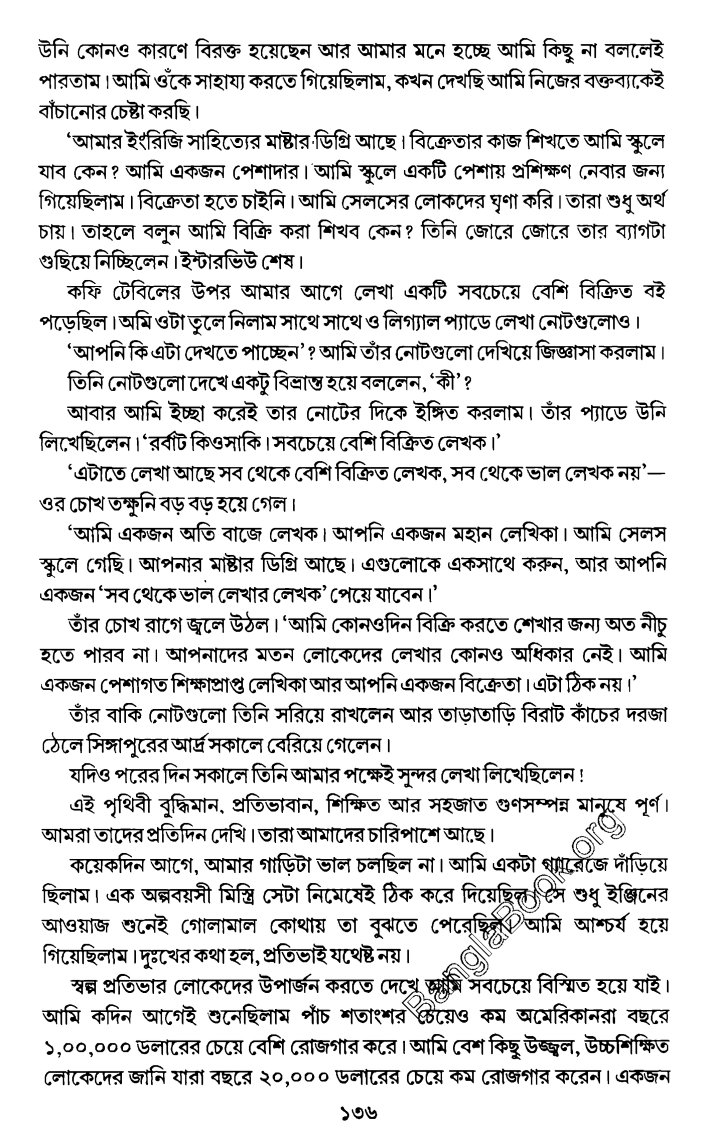 উনি কোনও কারণে বিরক্ত হয়েছেন আর আমার মনে হচ্ছে আমি কিছু না বললেই
পারতাম। আমি ওঁকে সাহায্য করতে গিয়েছিলাম, কখন দেখছি আমি নিজের বক্তব্যকেই
বাঁচানোর চেষ্টা করছি।
‘আমার ইংরিজি সাহিত্যের মাষ্টার ডিগ্রি আছে। বিক্রেতার কাজ শিখতে আমি স্কুলে
যাব কেন? আমি একজন পেশাদার। আমি স্কুলে একটি পেশায় প্রশিক্ষণ নেবার জন্য
গিয়েছিলাম। বিক্রেতা হতে চাইনি। আমি সেলসের লোকদের ঘৃণা করি। তারা শুধু অর্থ
চায়। তাহলে বলুন আমি বিক্রি করা শিখব কেন? তিনি জোরে জোরে তার ব্যাগটা
গুছিয়ে নিচ্ছিলেন। ইন্টারভিউ শেষ।
কফি টেবিলের উপর আমার আগে লেখা একটি সবচেয়ে বেশি বিক্রিত বই
পড়েছিল। অমি ওটা তুলে নিলাম সাথে সাথে ও লিগ্যাল প্যাডে লেখা নোটগুলোও।
‘আপনি কি এটা দেখতে পাচ্ছেন’? আমি তাঁর নোটগুলো দেখিয়ে জিজ্ঞাসা করলাম।
তিনি নোটগুলো দেখে একটু বিভ্রান্ত হয়ে বললেন, ‘কী’?
আবার আমি ইচ্ছা করেই তার নোটের দিকে ইঙ্গিত করলাম। তাঁর প্যাডে উনি
লিখেছিলেন। ‘রর্বাট কিওসাকি। সবচেয়ে বেশি বিক্রিত লেখক।’
‘এটাতে লেখা আছে সব থেকে বেশি বিক্রিত লেখক, সব থেকে ভাল লেখক নয়’—
ওর চোখ তক্ষুনি বড় বড় হয়ে গেল।
‘আমি একজন অতি বাজে লেখক। আপনি একজন মহান লেখিকা। আমি সেলস
স্কুলে গেছি। আপনার মাষ্টার ডিগ্রি আছে। এগুলোকে একসাথে করুন, আর আপনি
একজন ‘সব থেকে ভাল লেখার লেখক’ পেয়ে যাবেন।’
তাঁর চোখ রাগে জ্বলে উঠল। ‘আমি কোনওদিন বিক্রি করতে শেখার জন্য অত নীচু
হতে পারব না। আপনাদের মতন লোকেদের লেখার কোনও অধিকার নেই। আমি
একজন পেশাগত শিক্ষাপ্রাপ্ত লেখিকা আর আপনি একজন বিক্রেতা। এটা ঠিক নয়।’
তাঁর বাকি নোটগুলো তিনি সরিয়ে রাখলেন আর তাড়াতাড়ি বিরাট কাঁচের দরজা
ঠেলে সিঙ্গাপুরের আর্দ্র সকালে বেরিয়ে গেলেন।
যদিও পরের দিন সকালে তিনি আমার পক্ষেই সুন্দর লেখা লিখেছিলেন!
এই পৃথিবী বুদ্ধিমান, প্রতিভাবান, শিক্ষিত আর সহজাত গুণসম্পন্ন মানুষে পূর্ণ।
আমরা তাদের প্রতিদিন দেখি। তারা আমাদের চারিপাশে আছে।
কয়েকদিন আগে, আমার গাড়িটা ভাল চলছিল না। আমি একটা গ্যারেজে দাঁড়িয়ে
ছিলাম। এক অল্পবয়সী মিস্ত্রি সেটা নিমেষেই ঠিক করে দিয়েছিল। সে শুধু ইঞ্জিনের
আওয়াজ শুনেই গোলামাল কোথায় তা বুঝতে পেরেছিল। আমি আশ্চর্য হয়ে
গিয়েছিলাম। দুঃখের কথা হল, প্রতিভাই যথেষ্ট নয়।
স্বল্প প্রতিভার লোকেদের উপার্জন করতে দেখে আমি সবচেয়ে বিস্মিত হয়ে যাই।
আমি কদিন আগেই শুনেছিলাম পাঁচ শতাংশর চেয়েও কম অমেরিকানরা বছরে
১,০০,০০০ ডলারের চেয়ে বেশি রোজগার করে। আমি বেশ কিছু উজ্জ্বল, উচ্চশিক্ষিত
লোকেদের জানি যারা বছরে ২০,০০০ ডলারের চেয়ে কম রোজগার করেন। একজন
১৩৬
BanglaBook.org